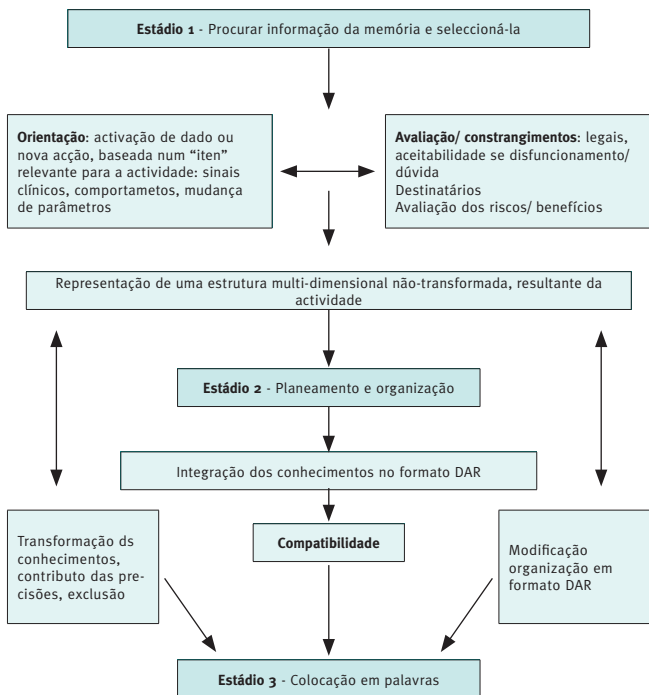 Estádio 1 - Procurar informação da memória e seleccioná-la
Orientação: activação de dado ou
nova acção, baseada num “iten”
relevante para a actividade: sinais
clínicos, comportametos, mudança
de parâmetros
Avaliação/ constrangimentos: legais,
aceitabilidade se disfuncionamento/
dúvida
Destinatários
Avaliação dos riscos/ benefícios
Representação de uma estrutura multi-dimensional não-transformada, resultante da
actividade
Estádio 2 - Planeamento e organização
Integração dos conhecimentos no formato DAR
Transformação ds
conhecimentos,
contributo das pre-
cisões, exclusão
Compatibilidade
Modificação
organização em
formato DAR
Estádio 3 - Colocação em palavras